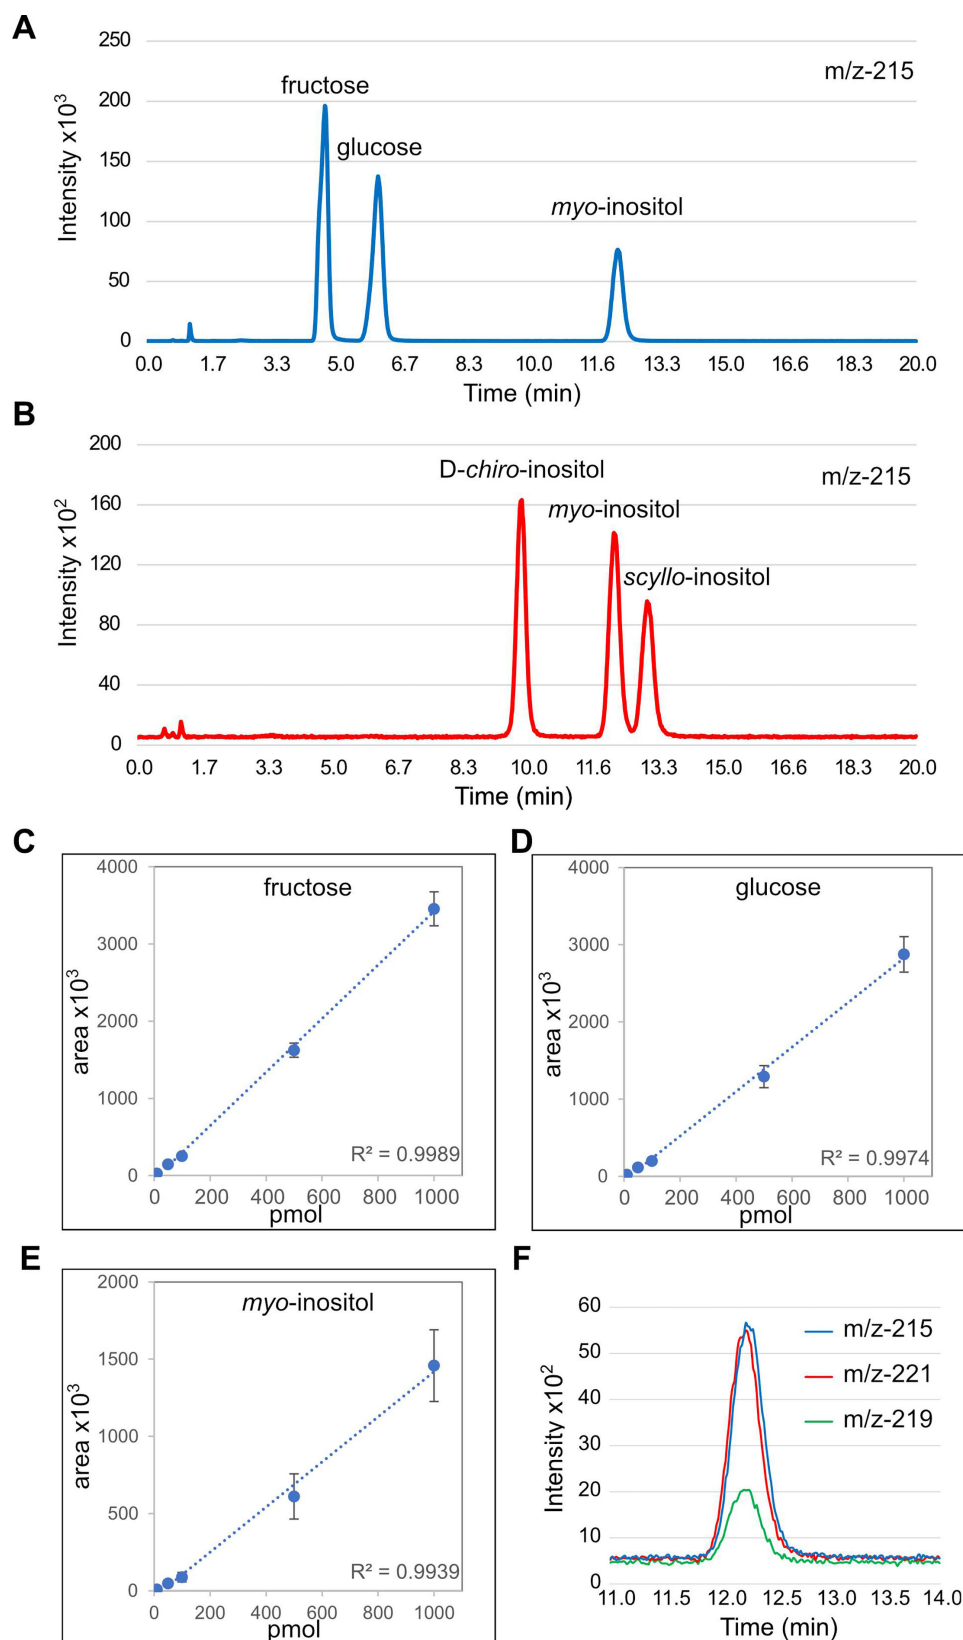 A
250
200
150
100
50
0
Intensity x10³
m/z-215
fructose
glucose
myo-inositol
0.0 1.7 3.3 5.0 6.7 8.3 10.0 11.6 13.3 15.0 16.6 18.3 20.0
Time (min)
B
200
160
120
80
40
0
Intensity x10²
m/z-215
D-chiro-inositol
myo-inositol
scyllo-inositol
0.0 1.7 3.3 5.0 6.7 8.3 10.0 11.6 13.3 15.0 16.6 18.3 20.0
Time (min)
C
fructose
4000
3000
2000
1000
0
area x10³
R² = 0.9989
0 200 400 600 800 1000
pmol
D
glucose
4000
3000
2000
1000
0
area x10³
R² = 0.9974
0 200 400 600 800 1000
pmol
E
myo-inositol
2000
1500
1000
500
0
area x10³
R² = 0.9939
0 200 400 600 800 1000
pmol
F
60
50
40
30
20
10
0
Intensity x10²
m/z-215
m/z-221
m/z-219
11.0 11.5 12.0 12.5 13.0 13.5 14.0
Time (min)